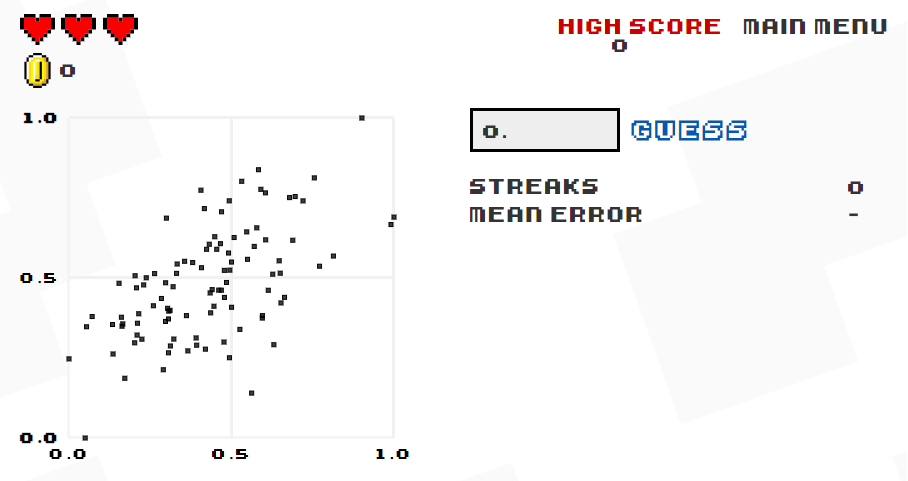 HIGH SCORE MAIN MENU
0
0
1.0
0. GUESS
STREAKS 0
MEAN ERROR -
0.5
0.0
0.0 0.5 1.0